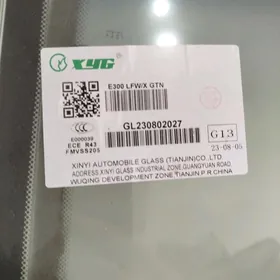 XYG
E300 LFW/X GTN
GL230802027
G13
E000030
ECE R43
FMVSS205
23-08-05
XINYI AUTOMOBILE GLASS (TIANJIN)CO.,LTD.
ADDRESS:XINYI GLASS INDUSTRIAL ZONE,GUANGYUAN ROAD,
WUQING DEVELOPMENT ZONE,TIANJIN,P.R.CHINA